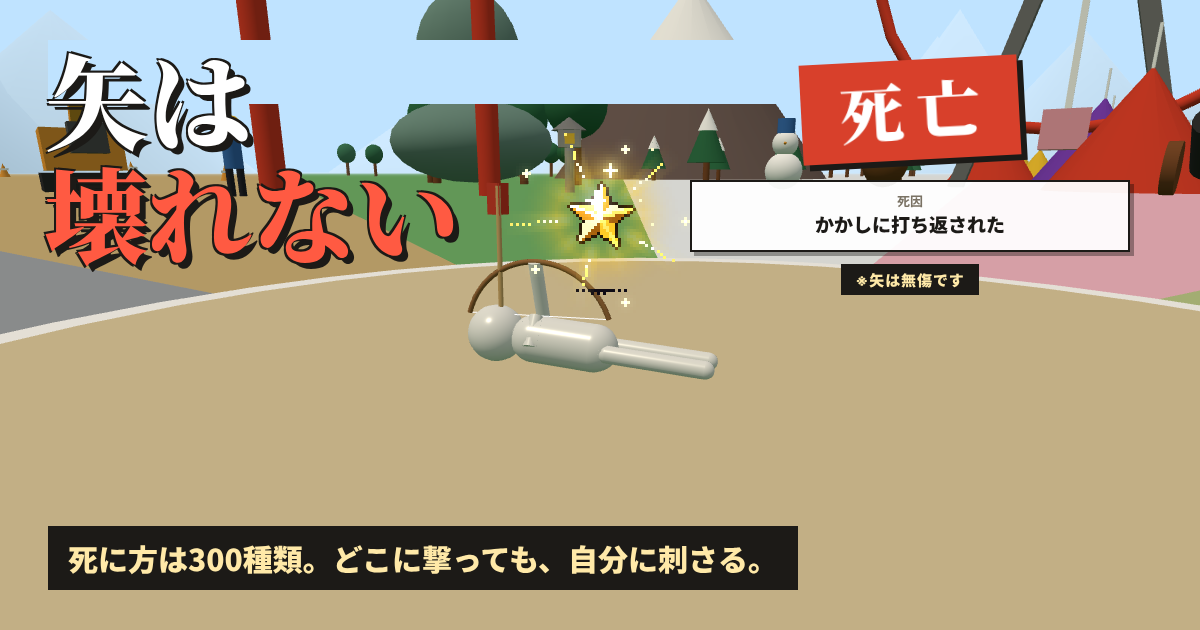 矢は
壊れない
死亡
死因
かかしに打ち返された
※矢は無傷です
死に方は300種類。どこに撃っても、自分に刺さる。